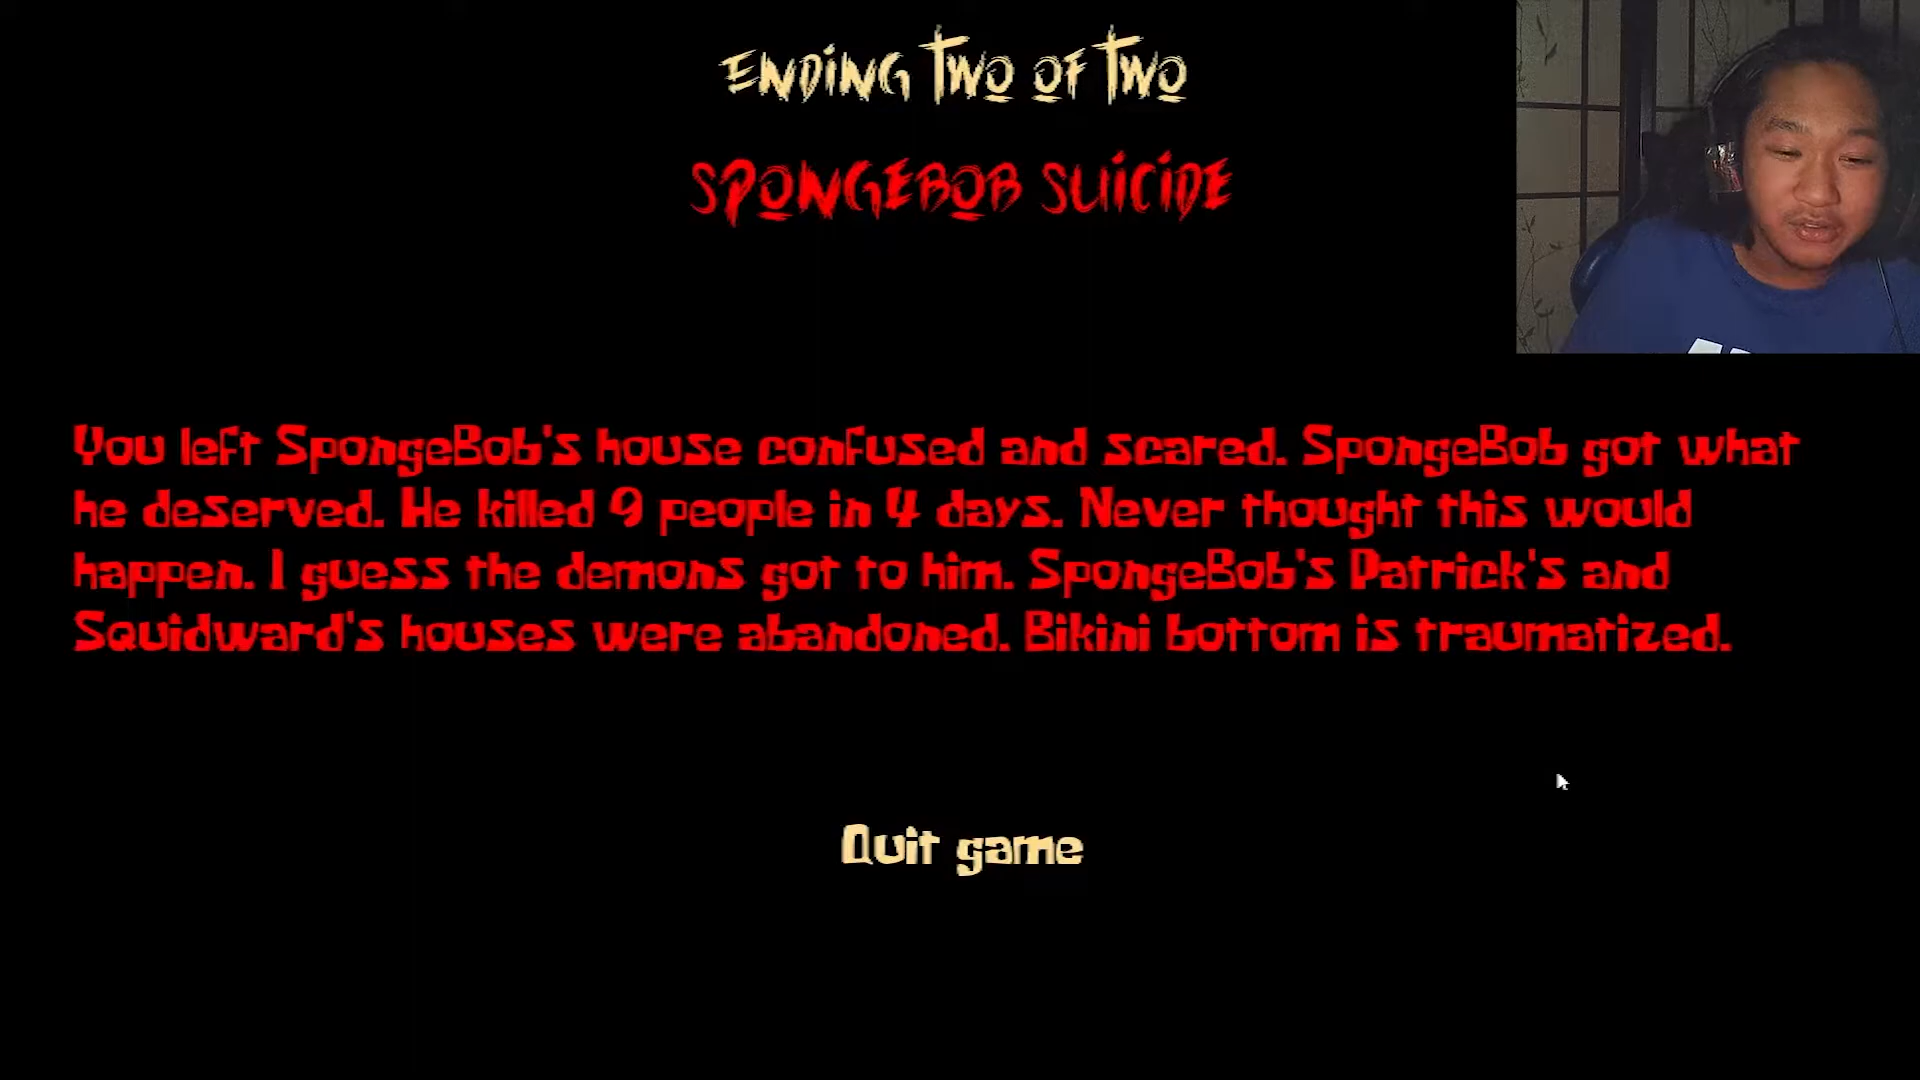 ENDING TWO OF TWO
SPONGEBOB SUICIDE
You left SpongeBob's house confused and scared. SpongeBob got what
he deserved. He killed 9 people in 4 days. Never thought this would
happen. I guess the demons got to him. SpongeBob's Patrick's and
Squidward's houses were abandoned. Bikini bottom is traumatized.
Quit game